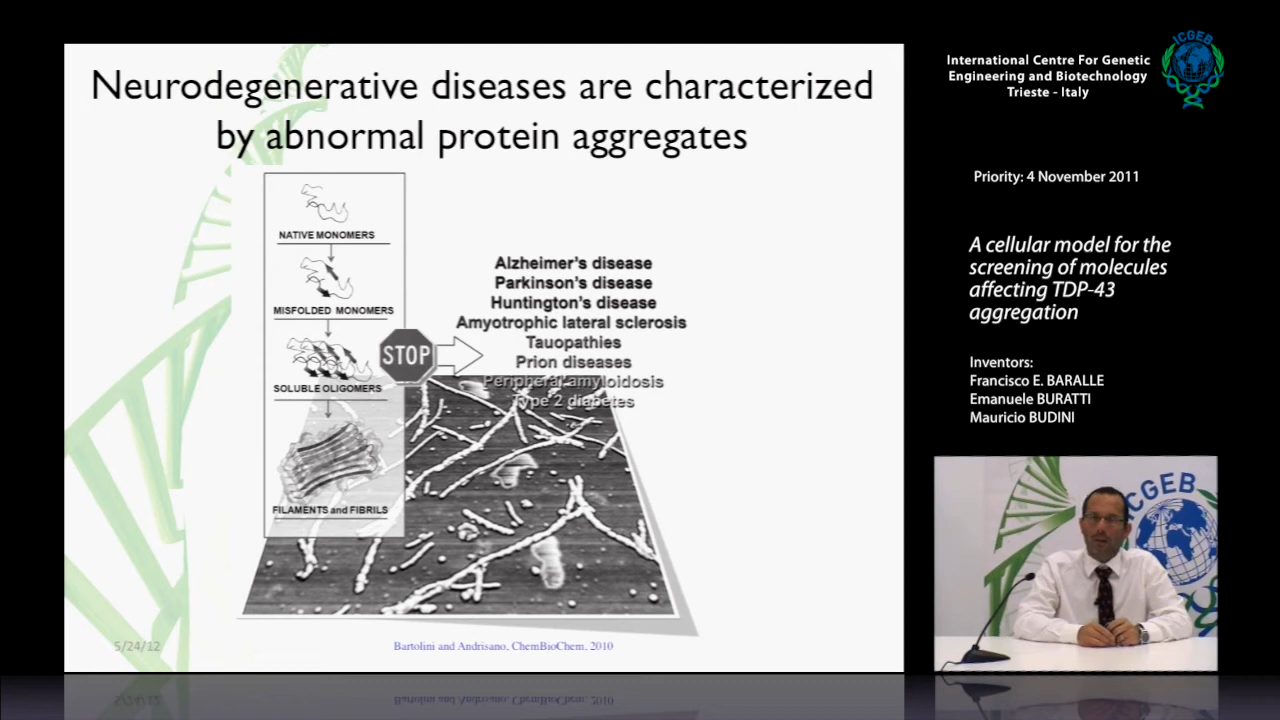 Neurodegenerative diseases are characterized
by abnormal protein aggregates
NATIVE MONOMERS
MISFOLDED MONOMERS
SOLUBLE OLIGOMERS
FILAMENTS and FIBRILS
STOP
Alzheimer's disease
Parkinson's disease
Huntington's disease
Amyotrophic lateral sclerosis
Tauopathies
Prion diseases
Peripheral amyloidosis
Type 2 diabetes
5/24/12
Bartolini and Andrisano, ChemBioChem, 2010
International Centre For Genetic
Engineering and Biotechnology
Trieste - Italy
ICGEB
Priority: 4 November 2011
A cellular model for the
screening of molecules
affecting TDP-43
aggregation
Inventors:
Francisco E. BARALLE
Emanuele BURATTI
Mauricio BUDINI
ICGEB